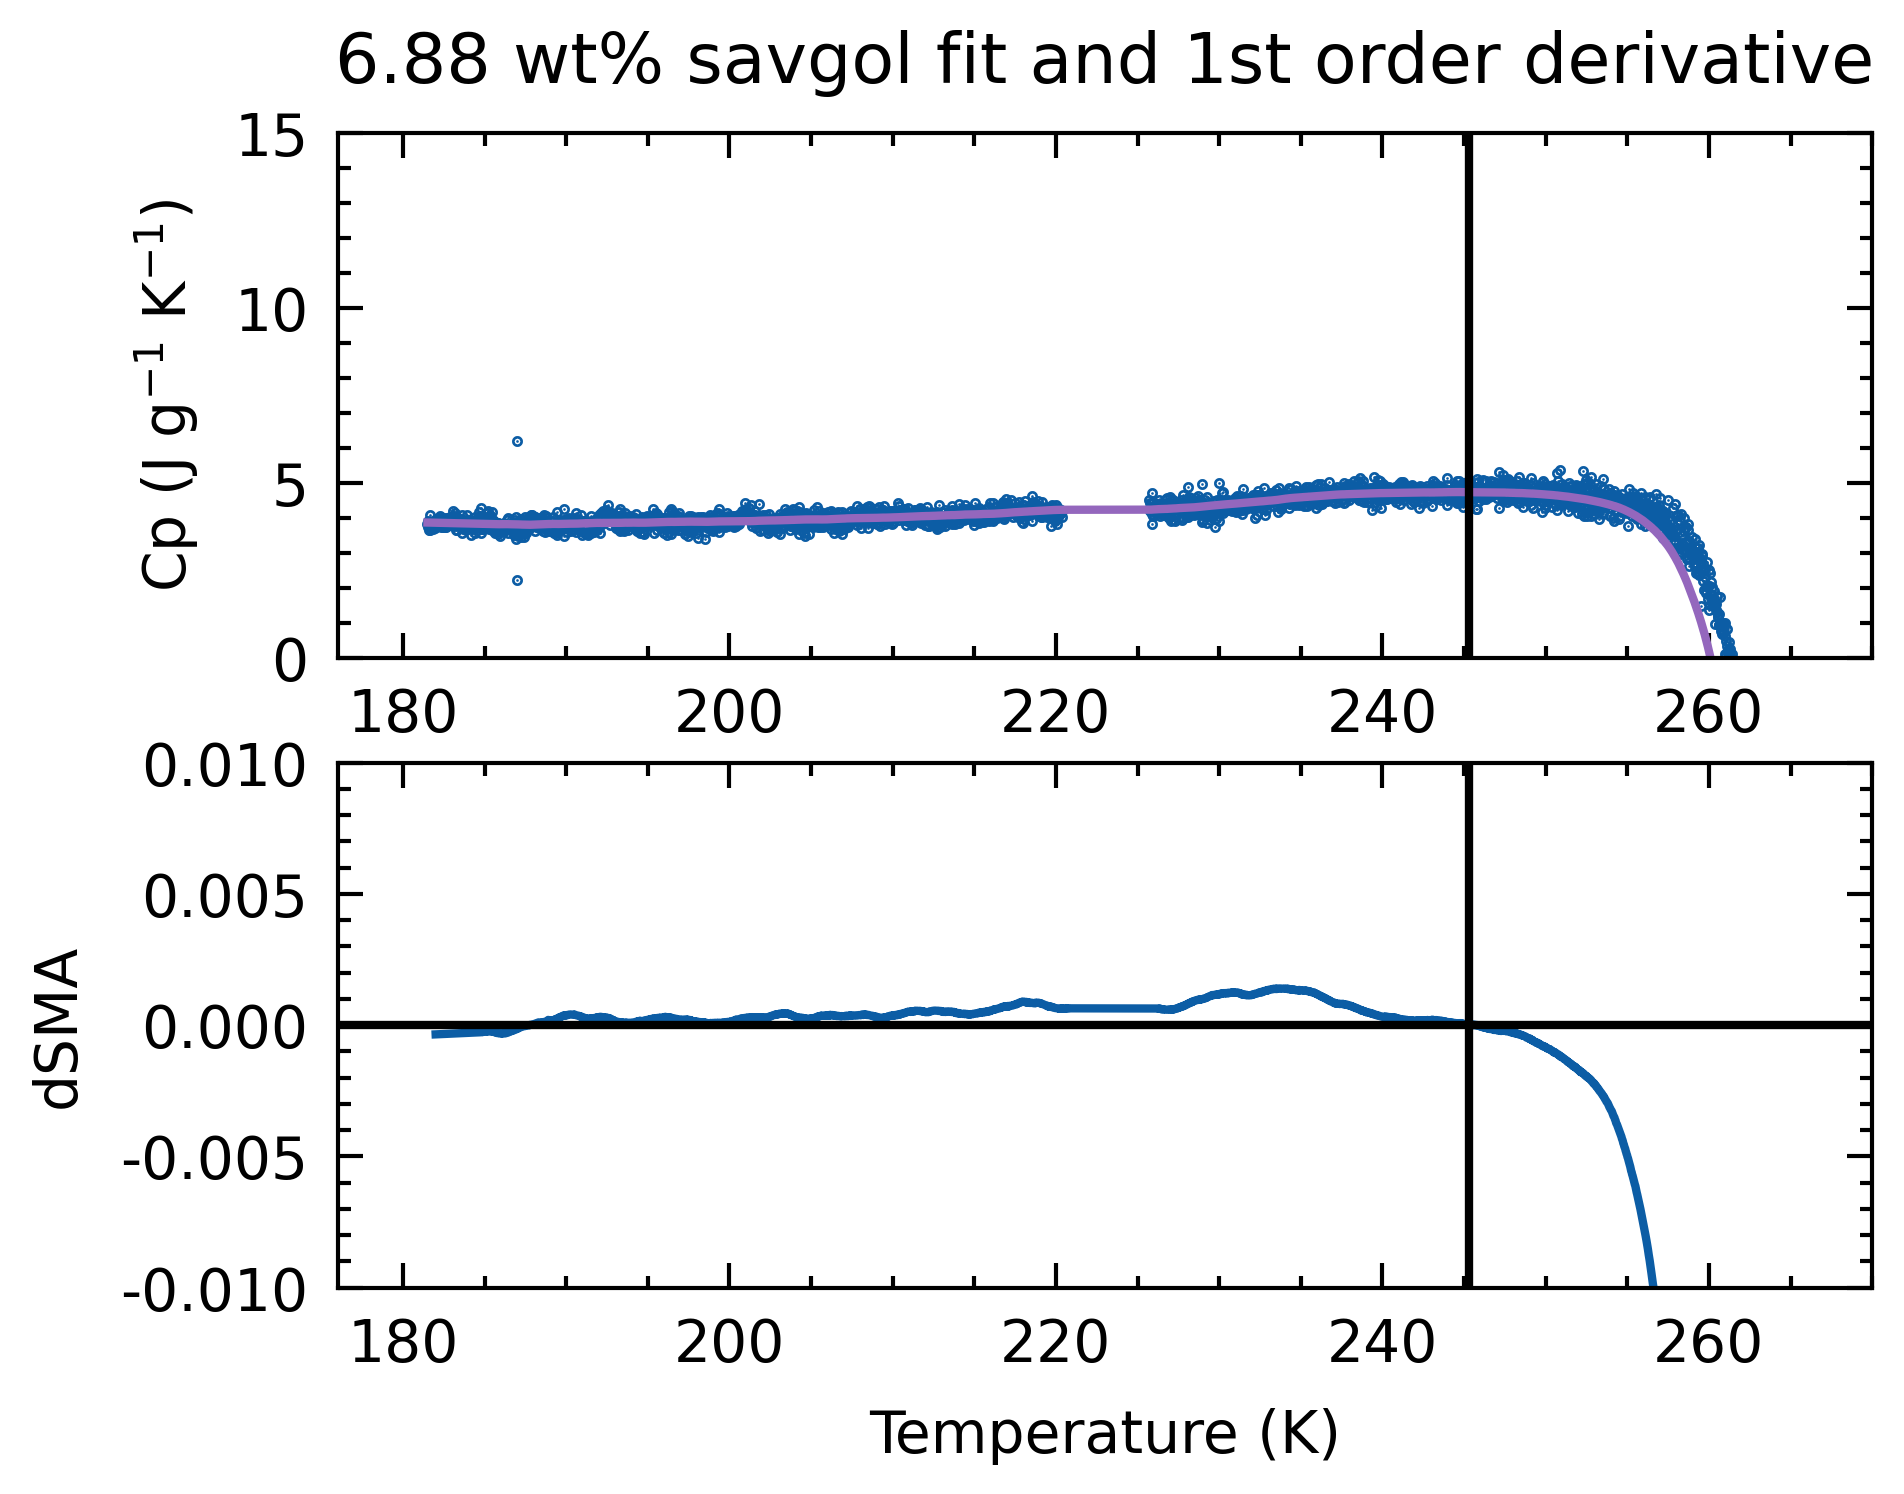 6.88 wt% savgol fit and 1st order derivative
15
10
5
0
Cp (J g⁻¹ K⁻¹)
180 200 220 240 260
0.010
0.005
0.000
-0.005
-0.010
dSMA
180 200 220 240 260
Temperature (K)